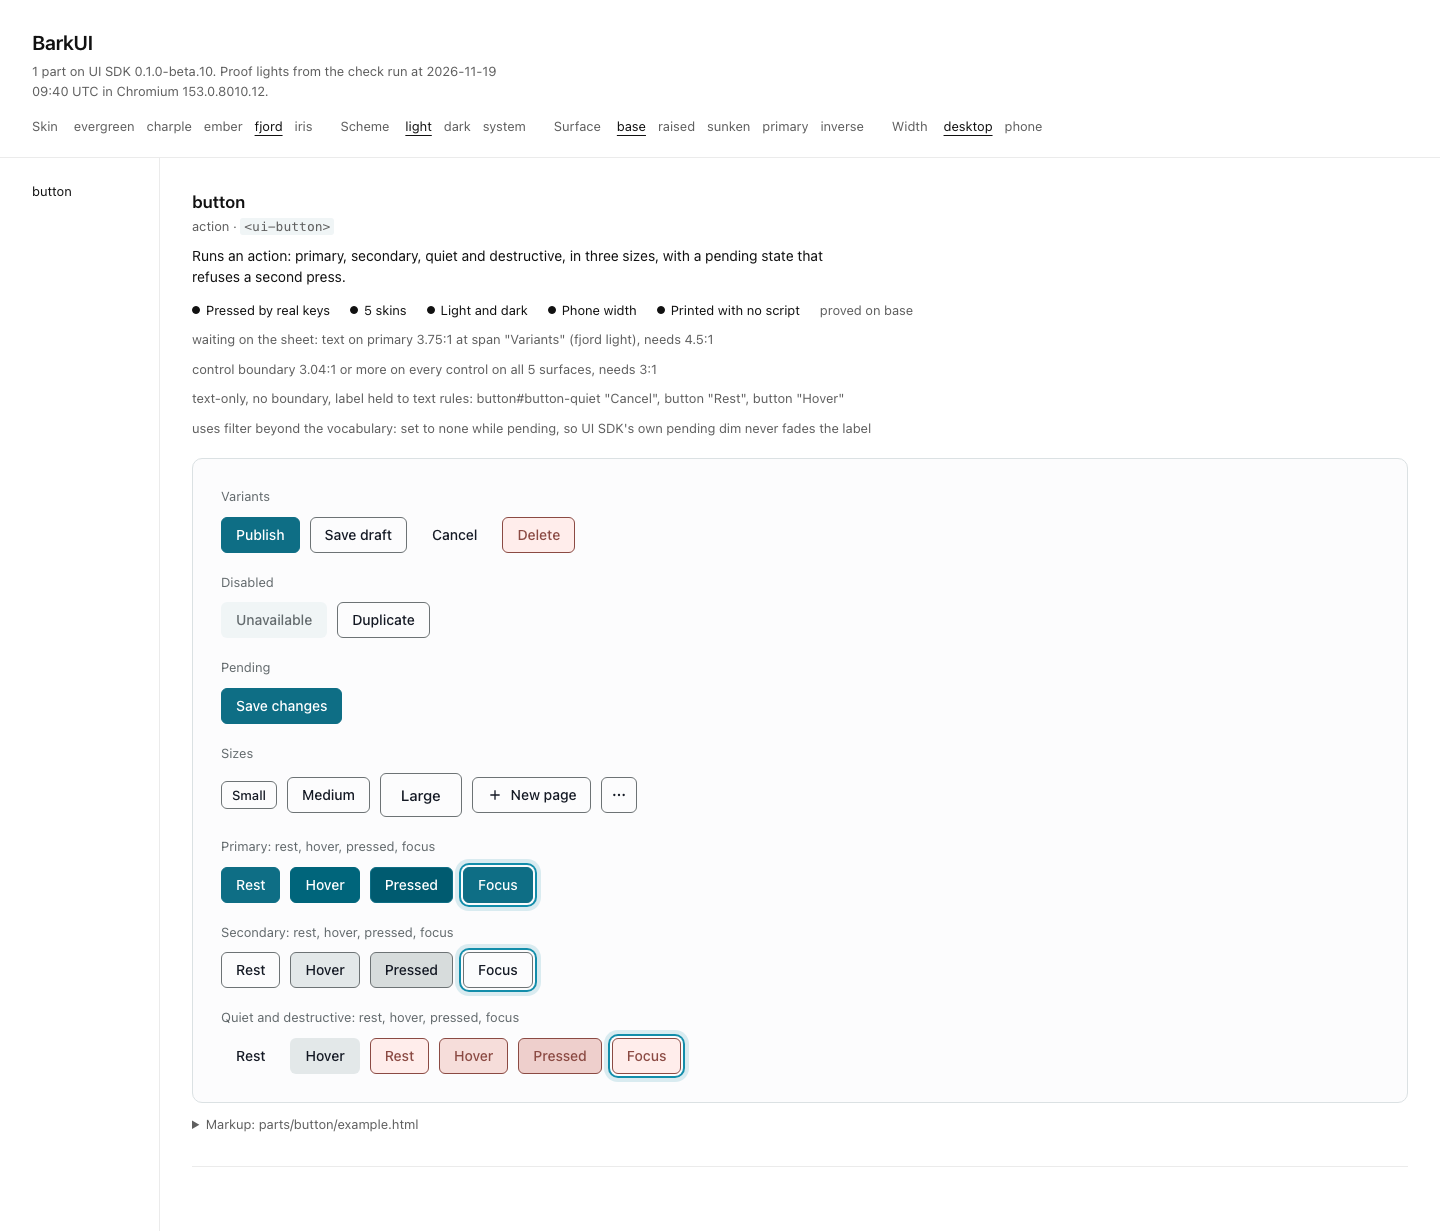 BarkUI
1 part on UI SDK 0.1.0-beta.10. Proof lights from the check run at 2026-11-19
09:40 UTC in Chromium 153.0.8010.12.
Skin evergreen charple ember fjord iris Scheme light dark system Surface base raised sunken primary inverse Width desktop phone
button
button
action · <ui-button>
Runs an action: primary, secondary, quiet and destructive, in three sizes, with a pending state that
refuses a second press.
Pressed by real keys 5 skins Light and dark Phone width Printed with no script proved on base
waiting on the sheet: text on primary 3.75:1 at span "Variants" (fjord light), needs 4.5:1
control boundary 3.04:1 or more on every control on all 5 surfaces, needs 3:1
text-only, no boundary, label held to text rules: button#button-quiet "Cancel", button "Rest", button "Hover"
uses filter beyond the vocabulary: set to none while pending, so UI SDK's own pending dim never fades the label
Variants
Publish Save draft Cancel Delete
Disabled
Unavailable Duplicate
Pending
Save changes
Sizes
Small Medium Large + New page ···
Primary: rest, hover, pressed, focus
Rest Hover Pressed Focus
Secondary: rest, hover, pressed, focus
Rest Hover Pressed Focus
Quiet and destructive: rest, hover, pressed, focus
Rest Hover Rest Hover Pressed Focus
Markup: parts/button/example.html